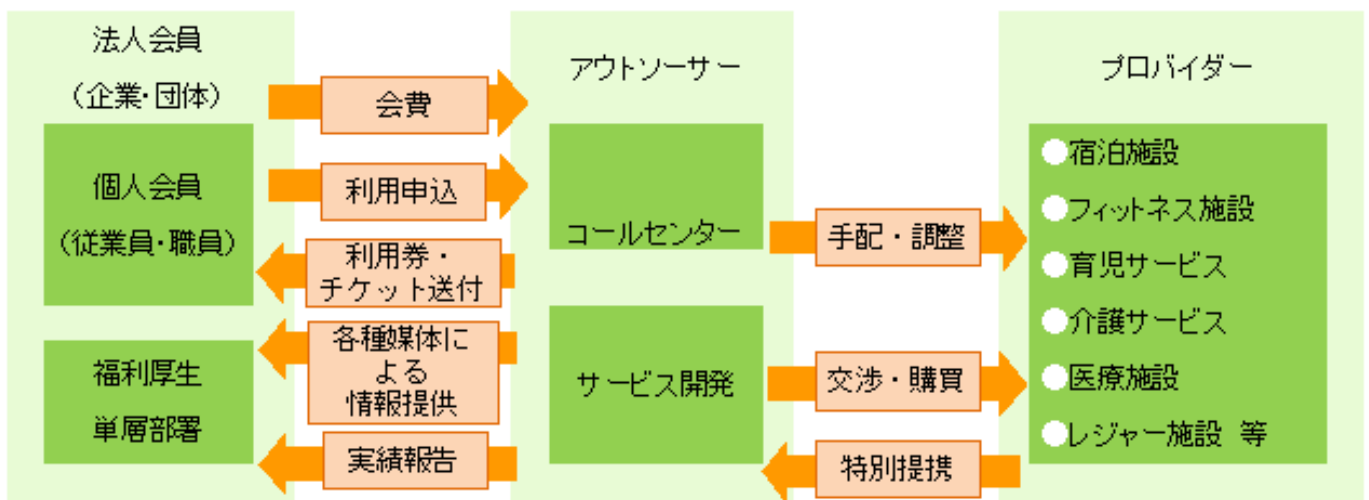 法人会員
（企業・団体）
個人会員
（従業員・職員）
福利厚生
単層部署
会費
利用申込
利用券・
チケット送付
各種媒体に
よる
情報提供
実績報告
アウトソーサー
コールセンター
サービス開発
手配・調整
交渉・購買
特別提携
プロバイダー
●宿泊施設
●フィットネス施設
●育児サービス
●介護サービス
●医療施設
●レジャー施設 等